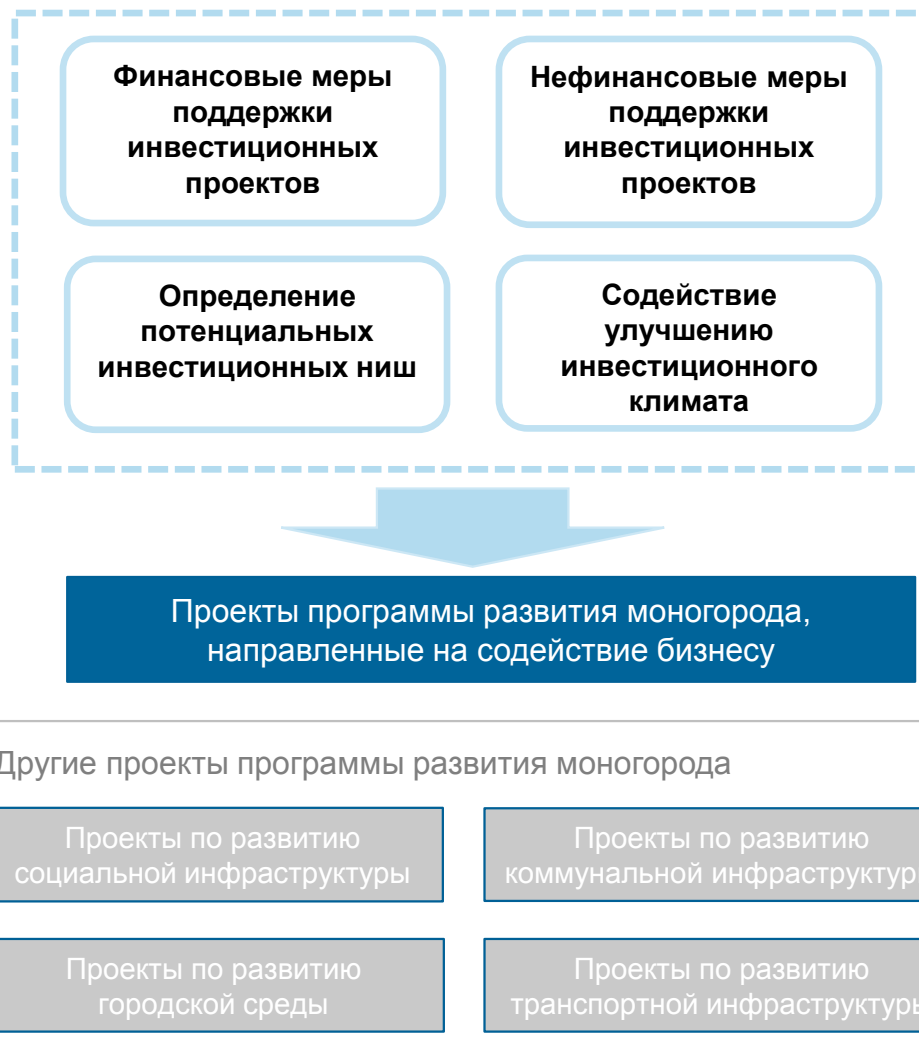 Финансовые меры
поддержки
инвестиционных
проектов
Нефинансовые меры
поддержки
инвестиционных
проектов
Определение
потенциальных
инвестиционных ниш
Содействие
улучшению
инвестиционного
климата
Проекты программы развития моногорода,
направленные на содействие бизнесу
Другие проекты программы развития моногорода
Проекты по развитию
социальной инфраструктуры
Проекты по развитию
коммунальной инфраструктур
Проекты по развитию
городской среды
Проекты по развитию
транспортной инфраструктуры